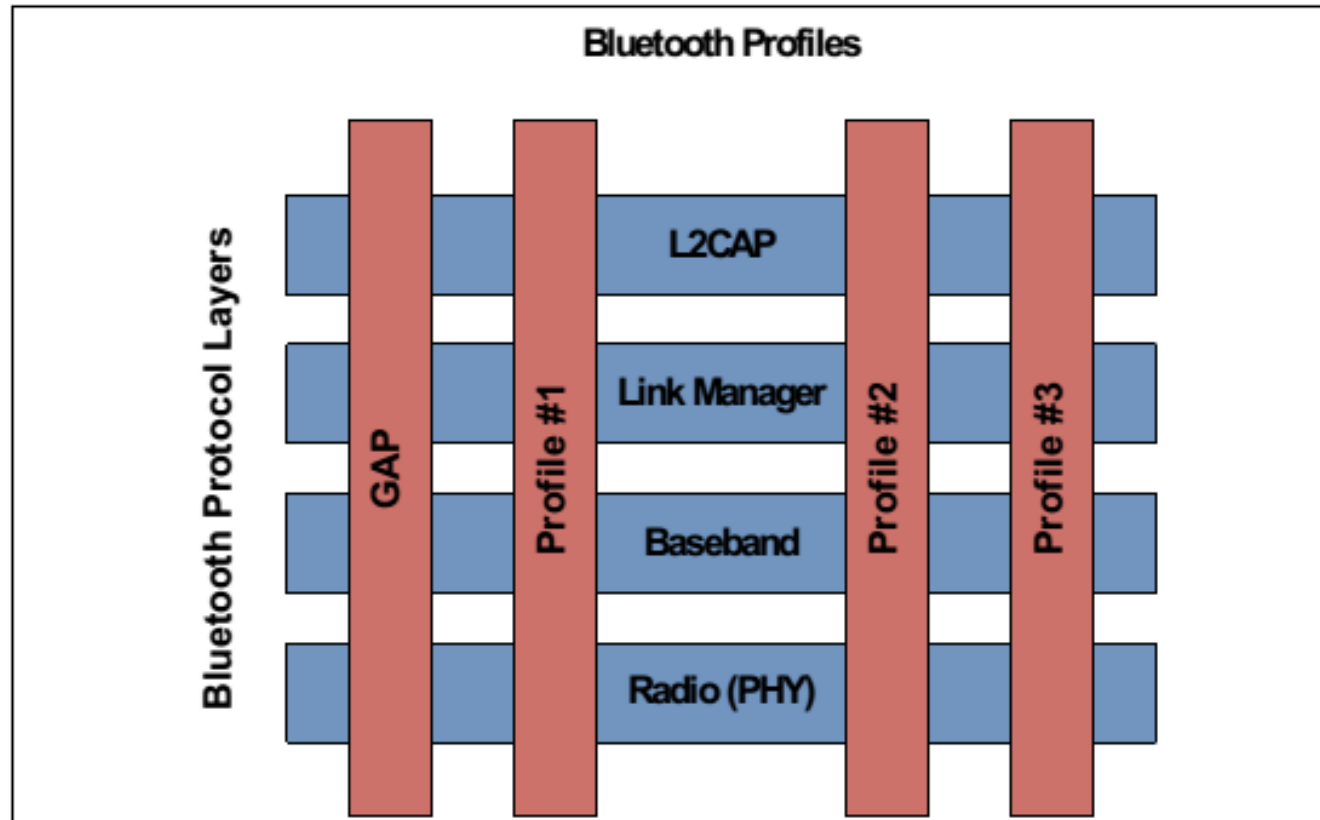 Bluetooth Profiles
Bluetooth Protocol Layers
GAP
Profile #1
L2CAP
Link Manager
Baseband
Radio (PHY)
Profile #2
Profile #3